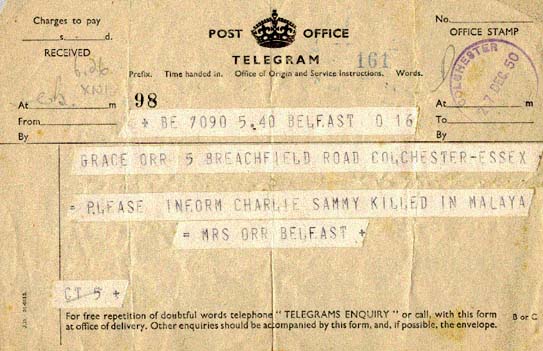 Charges to pay
s. d.
RECEIVED
POST OFFICE
TELEGRAM
No.
OFFICE STAMP
Prefix. Time handed in. Office of Origin and Service Instructions. Words.
161
COLCHESTER
27 DEC 50
At m
From
By
At m
To
By
98
+ BE 7090 5.40 BELFAST O 16
GRACE ORR 5 BREACHFIELD ROAD COLCHESTER-ESSEX
= PLEASE INFORM CHARLIE SAMMY KILLED IN MALAYA
= MRS ORR BELFAST +
CT 5 +
For free repetition of doubtful words telephone "TELEGRAMS ENQUIRY" or call, with this form
at office of delivery. Other enquiries should be accompanied by this form, and, if possible, the envelope.
B or C